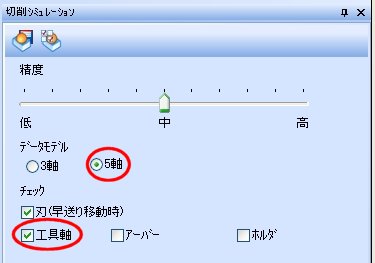 切削シミュレーション
精度
低 中 高
データモデル
3軸 5軸
チェック
刃(早送り移動時)
工具軸 アーバー ホルダ